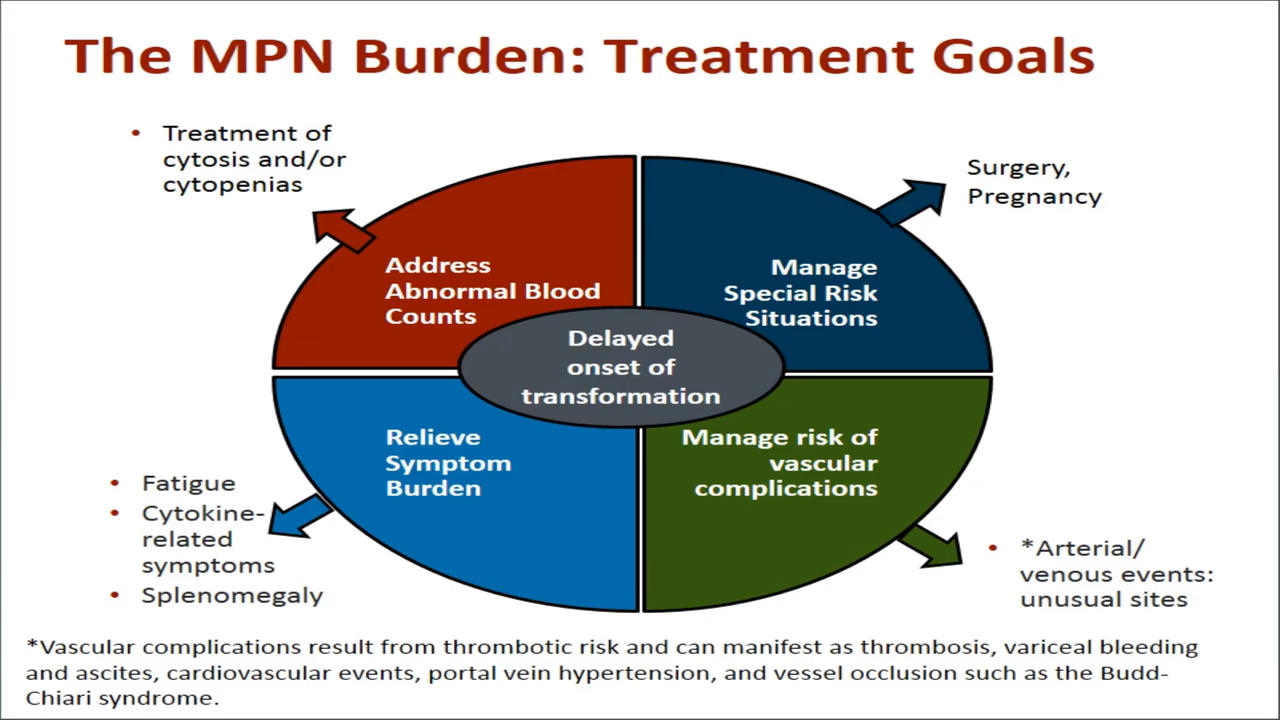 The MPN Burden: Treatment Goals
• Treatment of
cytosis and/or
cytopenias
Surgery,
Pregnancy
Address
Abnormal Blood
Counts
Manage
Special Risk
Situations
Delayed
onset of
transformation
Relieve
Symptom
Burden
Manage risk of
vascular
complications
• Fatigue
• Cytokine-
related
symptoms
• Splenomegaly
• *Arterial/
venous events:
unusual sites
*Vascular complications result from thrombotic risk and can manifest as thrombosis, variceal bleeding
and ascites, cardiovascular events, portal vein hypertension, and vessel occlusion such as the Budd-
Chiari syndrome.